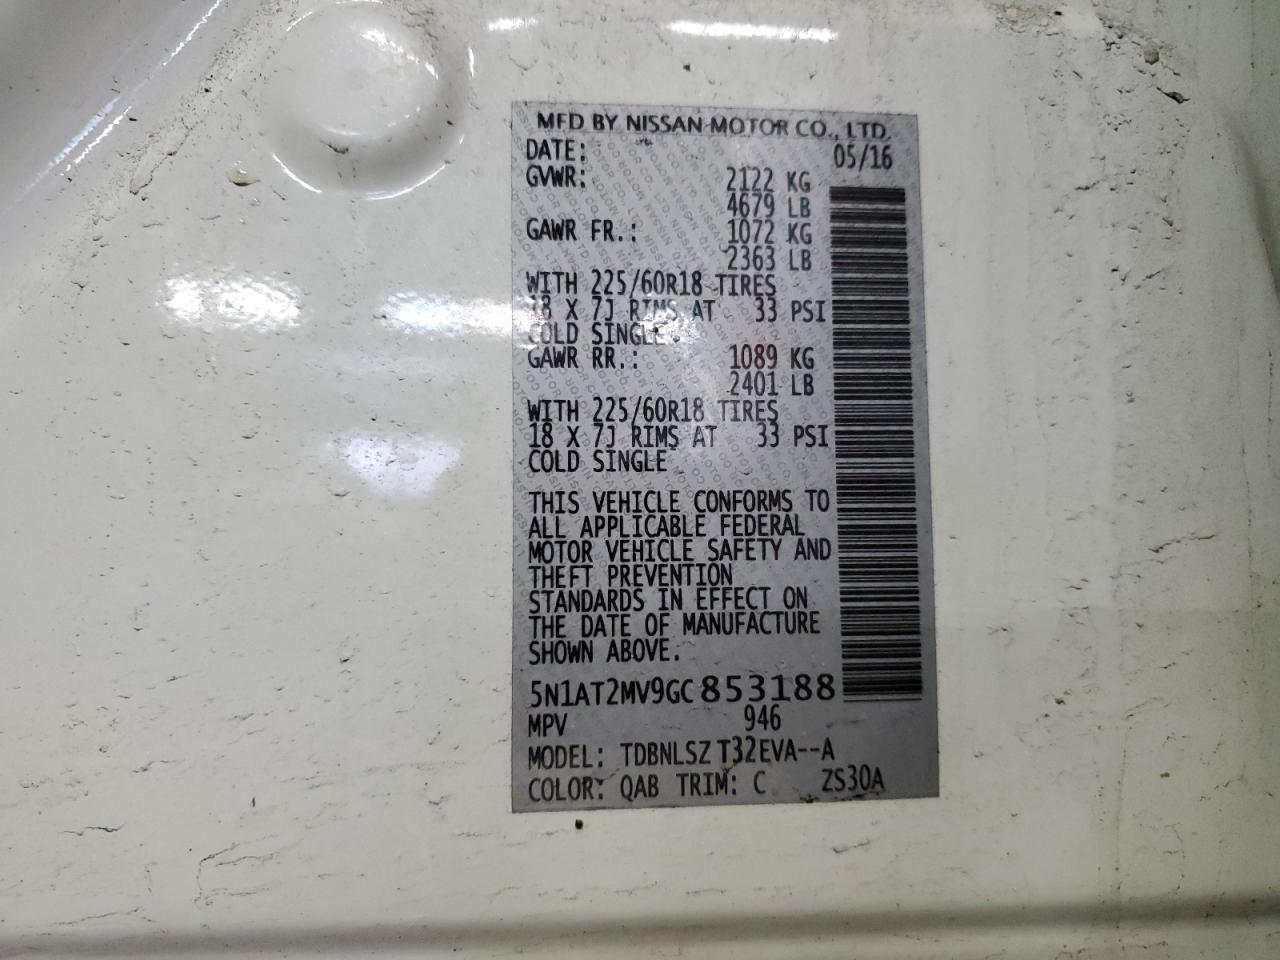 MFD BY NISSAN MOTOR CO., LTD.
DATE: 05/16
GVWR: 2122 KG
4679 LB
GAWR FR.: 1072 KG
2363 LB
WITH 225/60R18 TIRES
18 X 7J RIMS AT 33 PSI
COLD SINGLE.
GAWR RR.: 1089 KG
2401 LB
WITH 225/60R18 TIRES
18 X 7J RIMS AT 33 PSI
COLD SINGLE
THIS VEHICLE CONFORMS TO
ALL APPLICABLE FEDERAL
MOTOR VEHICLE SAFETY AND
THEFT PREVENTION
STANDARDS IN EFFECT ON
THE DATE OF MANUFACTURE
SHOWN ABOVE.
5N1AT2MV9GC853188
MPV 946
MODEL: TDBNLSZ T32EVA--A
COLOR: QAB TRIM: C ZS30A